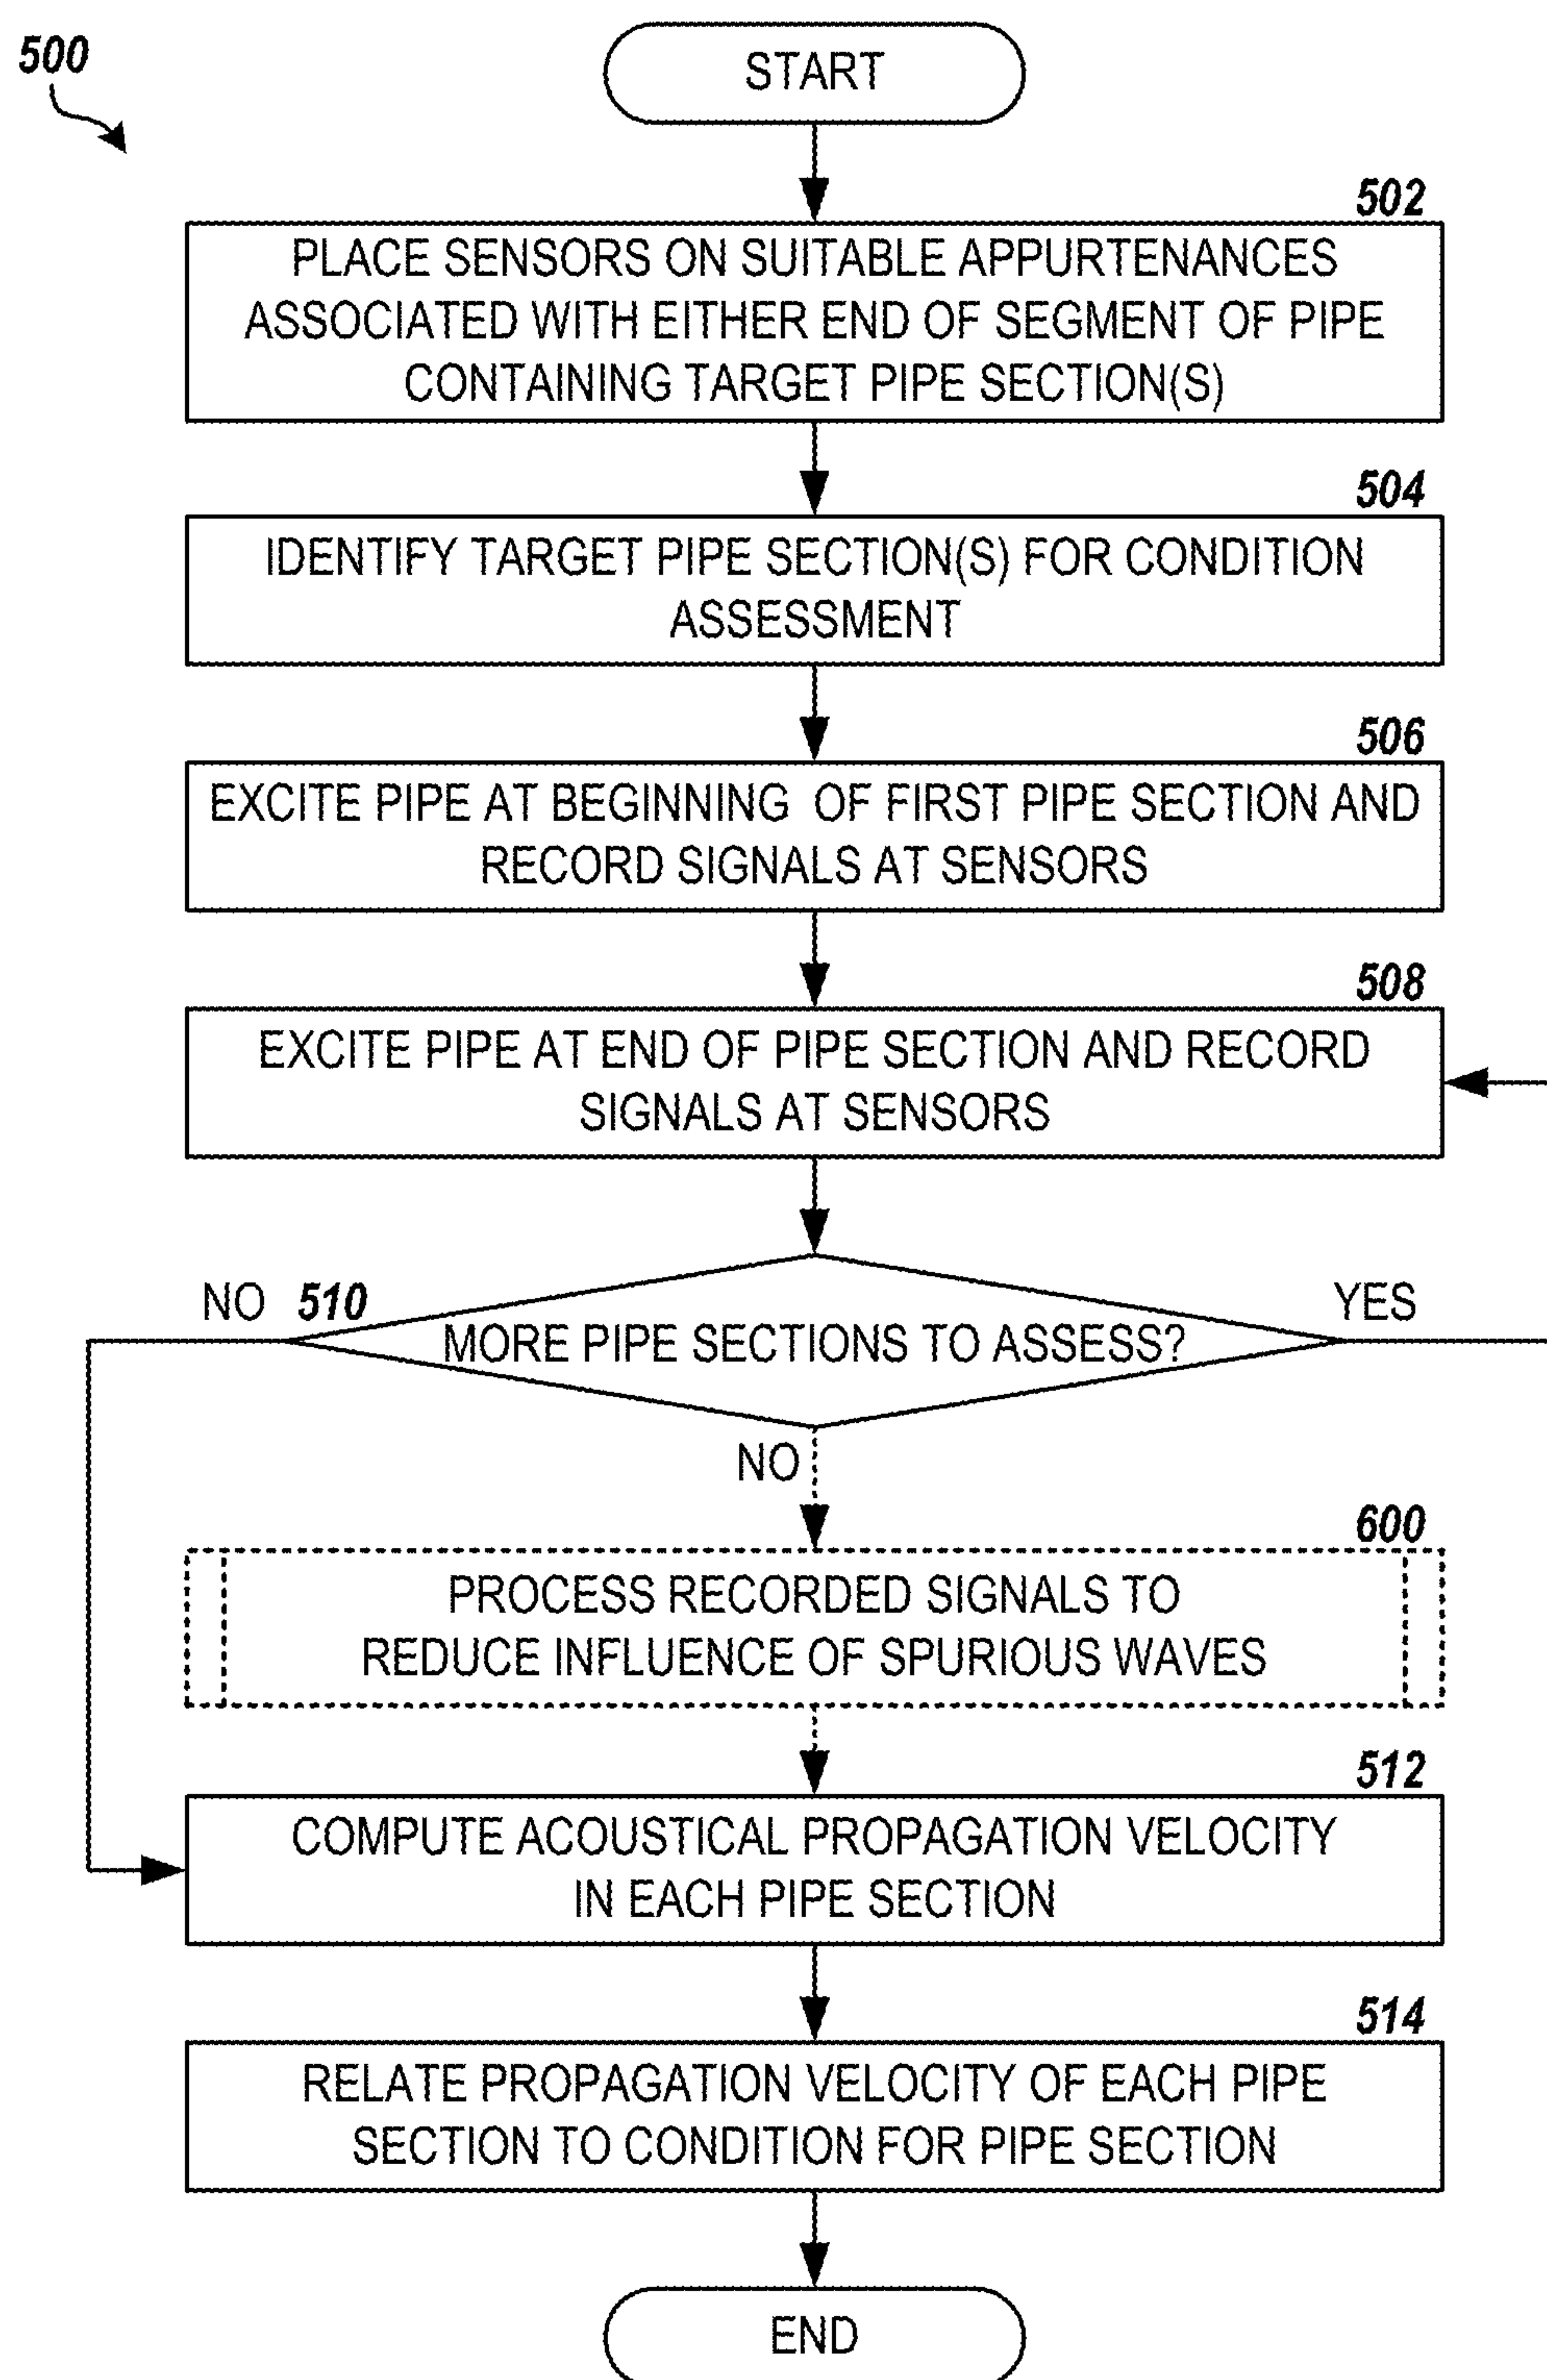 500
START
502
PLACE SENSORS ON SUITABLE APPURTENANCES
ASSOCIATED WITH EITHER END OF SEGMENT OF PIPE
CONTAINING TARGET PIPE SECTION(S)
504
IDENTIFY TARGET PIPE SECTION(S) FOR CONDITION
ASSESSMENT
506
EXCITE PIPE AT BEGINNING OF FIRST PIPE SECTION AND
RECORD SIGNALS AT SENSORS
508
EXCITE PIPE AT END OF PIPE SECTION AND RECORD
SIGNALS AT SENSORS
NO 510
YES
MORE PIPE SECTIONS TO ASSESS?
NO
600
PROCESS RECORDED SIGNALS TO
REDUCE INFLUENCE OF SPURIOUS WAVES
512
COMPUTE ACOUSTICAL PROPAGATION VELOCITY
IN EACH PIPE SECTION
514
RELATE PROPAGATION VELOCITY OF EACH PIPE
SECTION TO CONDITION FOR PIPE SECTION
END